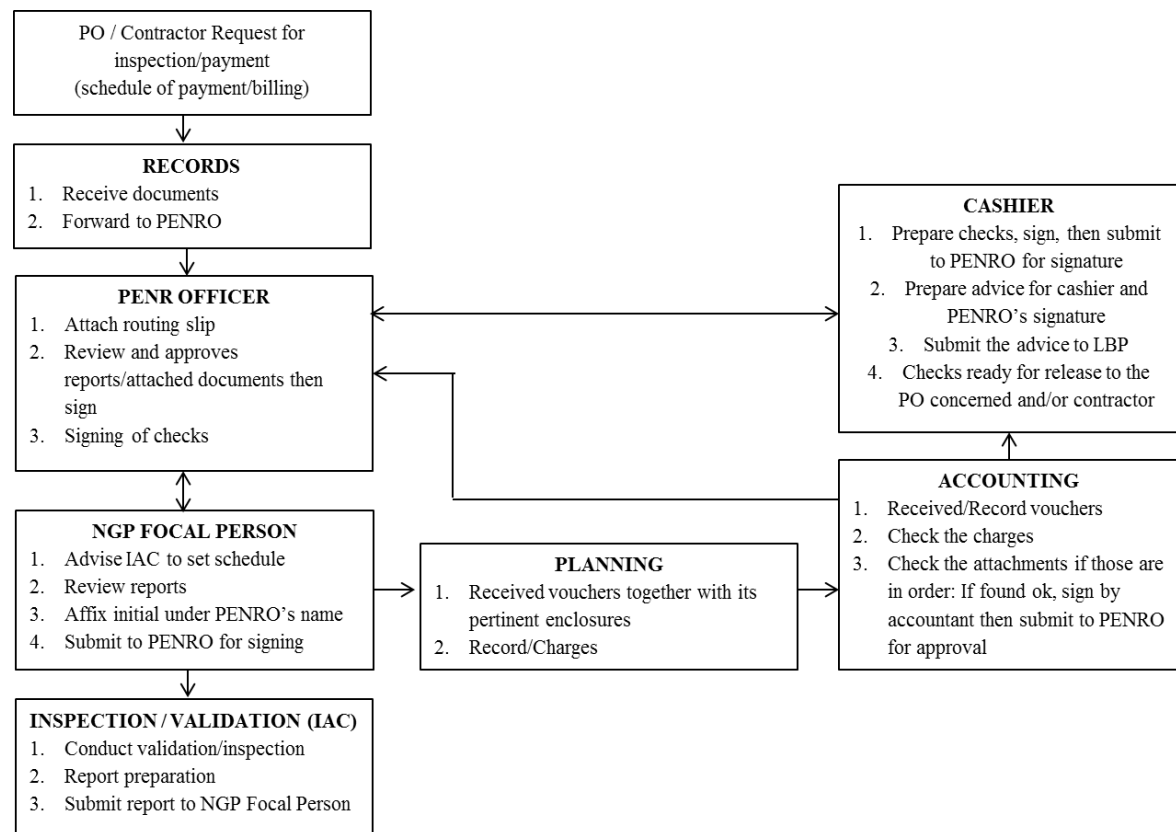 PO / Contractor Request for
inspection/payment
(schedule of payment/billing)
RECORDS
1. Receive documents
2. Forward to PENRO
PENR OFFICER
1. Attach routing slip
2. Review and approves
reports/attached documents then
sign
3. Signing of checks
NGP FOCAL PERSON
1. Advise IAC to set schedule
2. Review reports
3. Affix initial under PENRO's name
4. Submit to PENRO for signing
INSPECTION / VALIDATION (IAC)
1. Conduct validation/inspection
2. Report preparation
3. Submit report to NGP Focal Person
PLANNING
1. Received vouchers together with its
pertinent enclosures
2. Record/Charges
ACCOUNTING
1. Received/Record vouchers
2. Check the charges
3. Check the attachments if those are
in order: If found ok, sign by
accountant then submit to PENRO
for approval
CASHIER
1. Prepare checks, sign, then submit
to PENRO for signature
2. Prepare advice for cashier and
PENRO's signature
3. Submit the advice to LBP
4. Checks ready for release to the
PO concerned and/or contractor